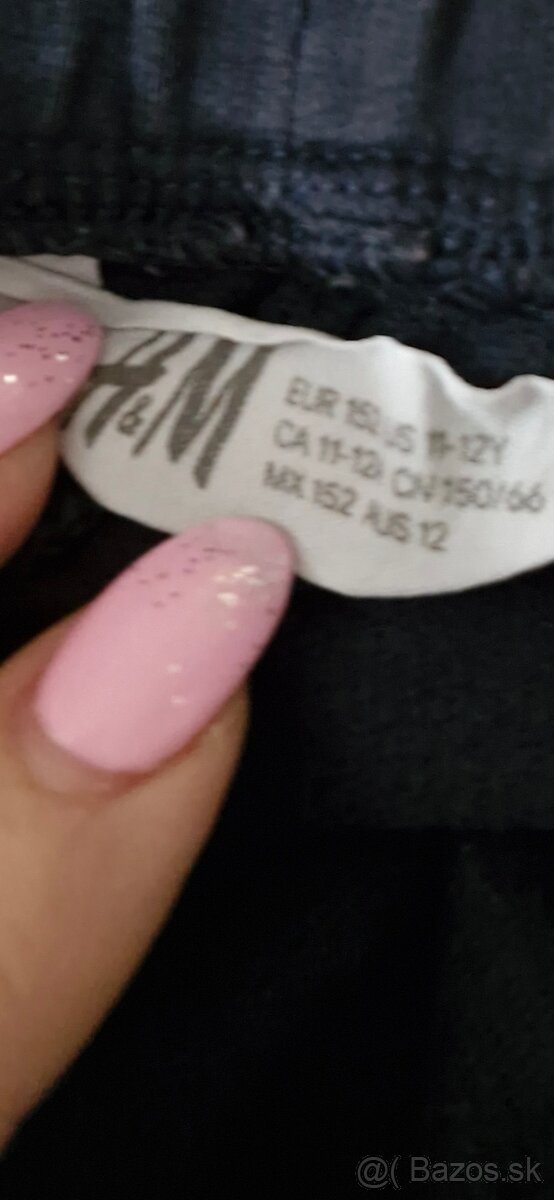 H&M
EUR 152 US 11-12Y
CA 11-12 CN 150/66
MX 152 AUS 12
@( Bazos.sk